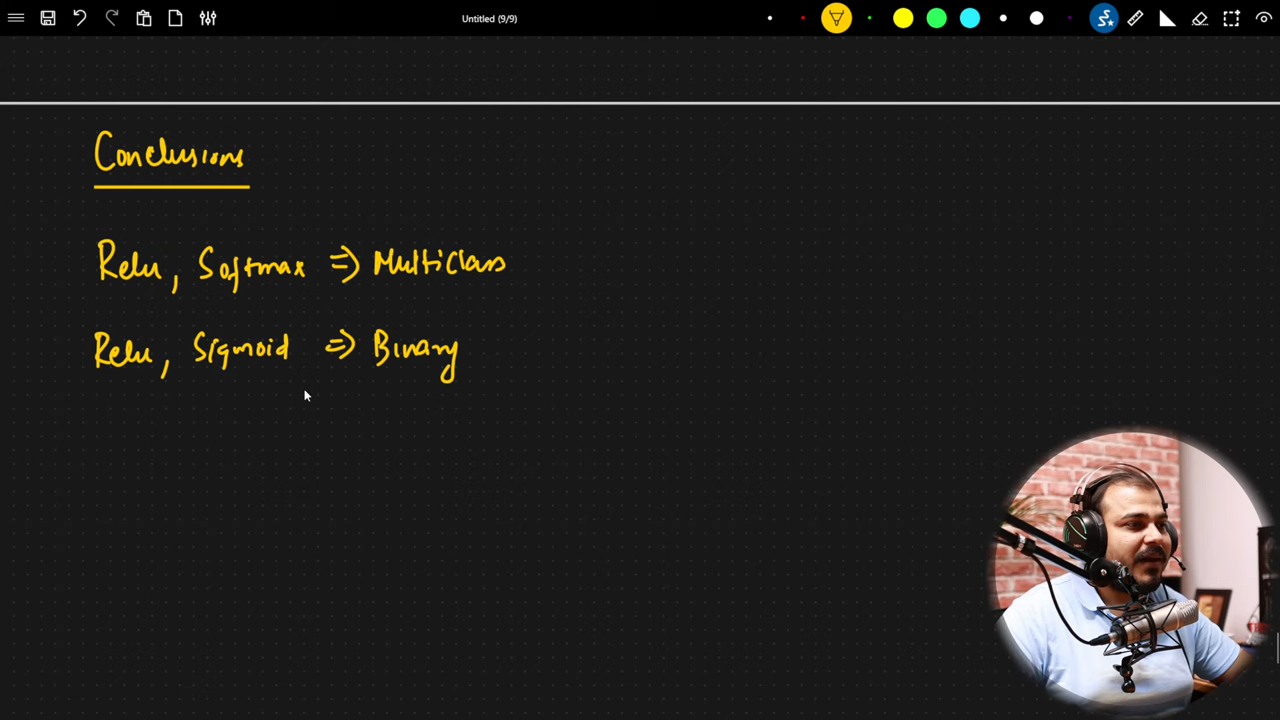 Untitled (9/9)
Conclusions
Relu, Softmax => Multiclass
Relu, Sigmoid => Binary